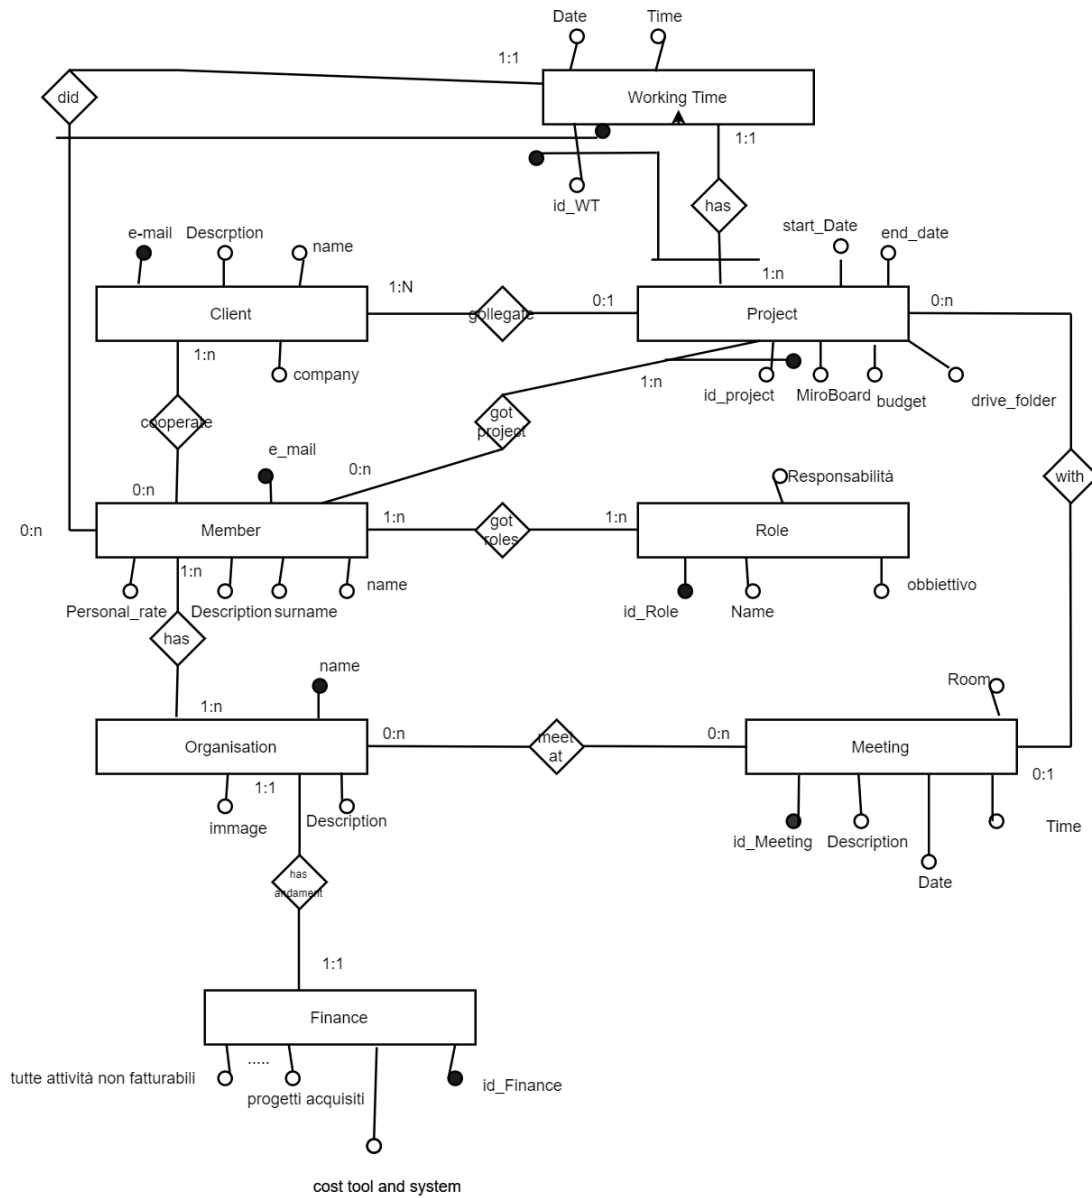 Date
Time
1:1
did
Working Time
1:1
id_WT
has
start_Date
end_date
e-mail
Descrption
name
1:n
1:N
0:1
0:n
Client
gollegate
Project
1:n
company
1:n
id_project
MiroBoard
budget
drive_folder
cooperate
got
project
e_mail
0:n
0:n
Responsabilità
with
0:n
Member
1:n
got
roles
1:n
Role
1:n
Personal_rate
Description
surname
name
id_Role
Name
obbiettivo
has
name
Room
1:n
0:n
0:n
Organisation
meet
at
Meeting
1:1
0:1
immage
Description
id_Meeting
Description
Time
Date
has
andament
1:1
Finance
.....
tutte attività non fatturabili
progetti acquisiti
id_Finance
cost tool and system